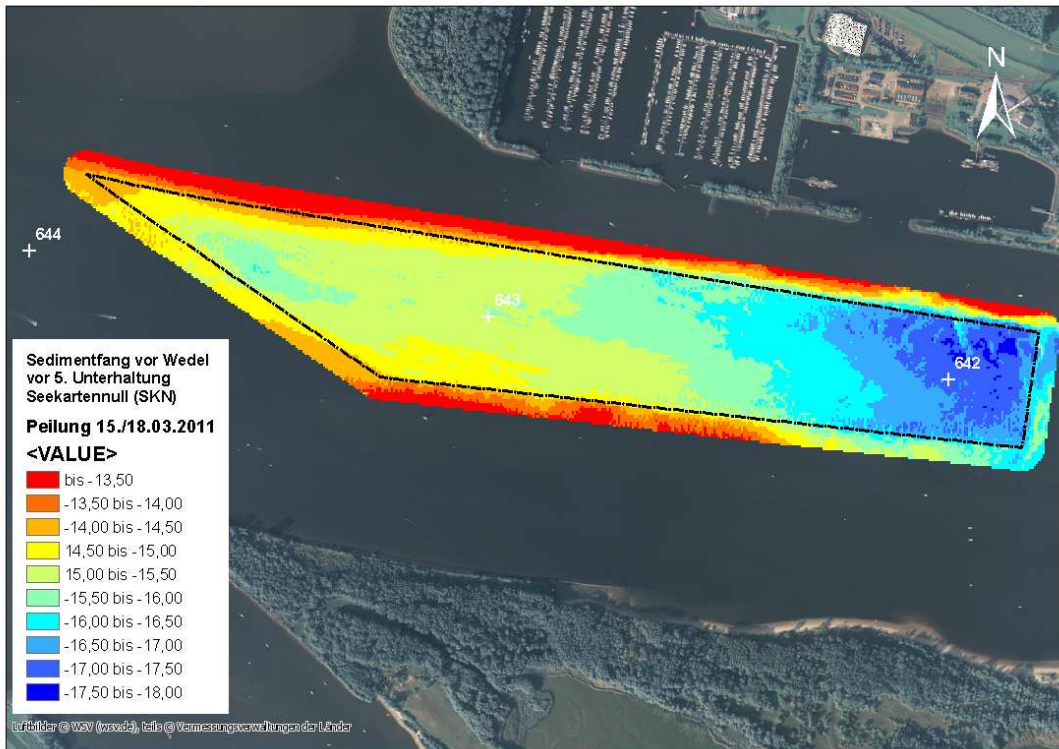 N
644
643
642
Sedimentfang vor Wedel
vor 5. Unterhaltung
Seekartennull (SKN)
Peilung 15./18.03.2011
<VALUE>
bis -13,50
-13,50 bis -14,00
-14,00 bis -14,50
14,50 bis -15,00
15,00 bis -15,50
-15,50 bis -16,00
-16,00 bis -16,50
-16,50 bis -17,00
-17,00 bis -17,50
-17,50 bis -18,00
Luftbilder © WSV (wsv.de), teils © Vermessungsverwaltungen der Länder